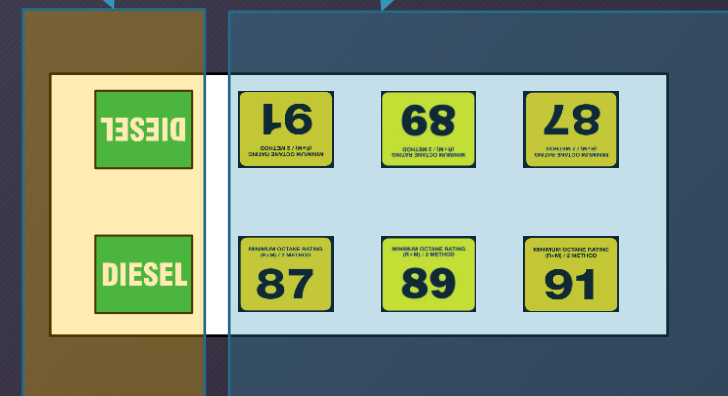 DIESEL
MINIMUM OCTANE RATING
(R+M) / 2 METHOD
91
MINIMUM OCTANE RATING
(R+M) / 2 METHOD
89
MINIMUM OCTANE RATING
(R+M) / 2 METHOD
87
DIESEL
MINIMUM OCTANE RATING
(R+M) / 2 METHOD
87
MINIMUM OCTANE RATING
(R+M) / 2 METHOD
89
MINIMUM OCTANE RATING
(R+M) / 2 METHOD
91